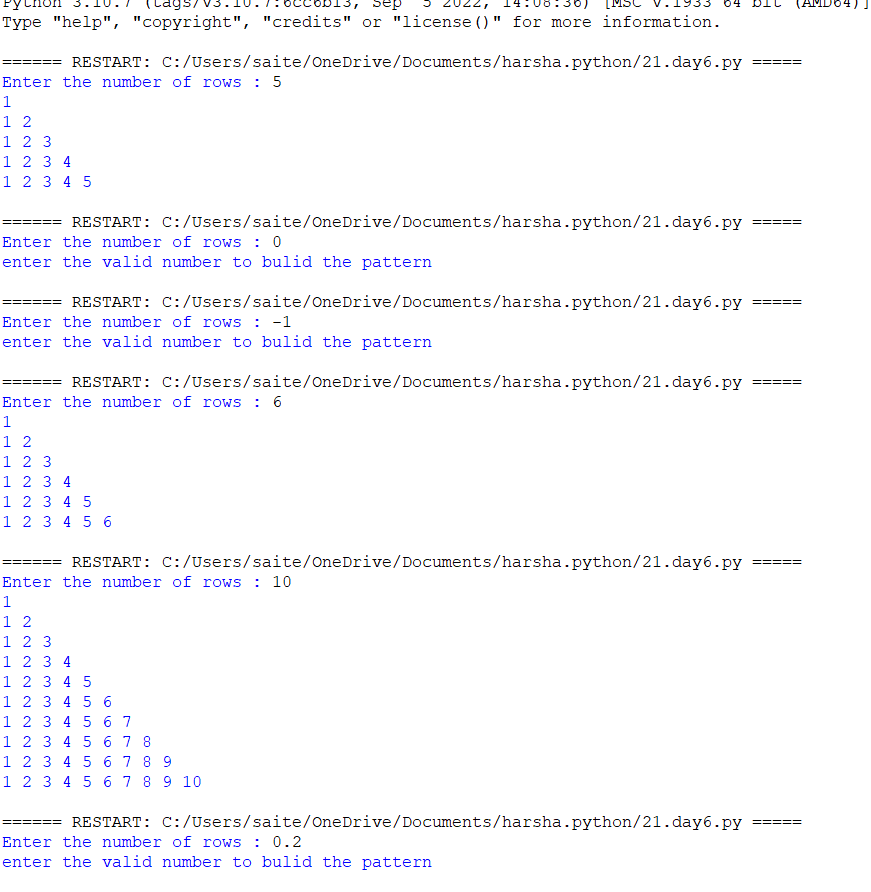 Python 3.10.7 (tags/v3.10.7:6cc6b13, Sep  5 2022, 14:08:36) [MSC v.1933 64 bit (AMD64)]
Type "help", "copyright", "credits" or "license()" for more information.
====== RESTART: C:/Users/saite/OneDrive/Documents/harsha.python/21.day6.py =====
Enter the number of rows : 5
1
1 2
1 2 3
1 2 3 4
1 2 3 4 5
====== RESTART: C:/Users/saite/OneDrive/Documents/harsha.python/21.day6.py =====
Enter the number of rows : 0
enter the valid number to bulid the pattern
====== RESTART: C:/Users/saite/OneDrive/Documents/harsha.python/21.day6.py =====
Enter the number of rows : -1
enter the valid number to bulid the pattern
====== RESTART: C:/Users/saite/OneDrive/Documents/harsha.python/21.day6.py =====
Enter the number of rows : 6
1
1 2
1 2 3
1 2 3 4
1 2 3 4 5
1 2 3 4 5 6
====== RESTART: C:/Users/saite/OneDrive/Documents/harsha.python/21.day6.py =====
Enter the number of rows : 10
1
1 2
1 2 3
1 2 3 4
1 2 3 4 5
1 2 3 4 5 6
1 2 3 4 5 6 7
1 2 3 4 5 6 7 8
1 2 3 4 5 6 7 8 9
1 2 3 4 5 6 7 8 9 10
====== RESTART: C:/Users/saite/OneDrive/Documents/harsha.python/21.day6.py =====
Enter the number of rows : 0.2
enter the valid number to bulid the pattern